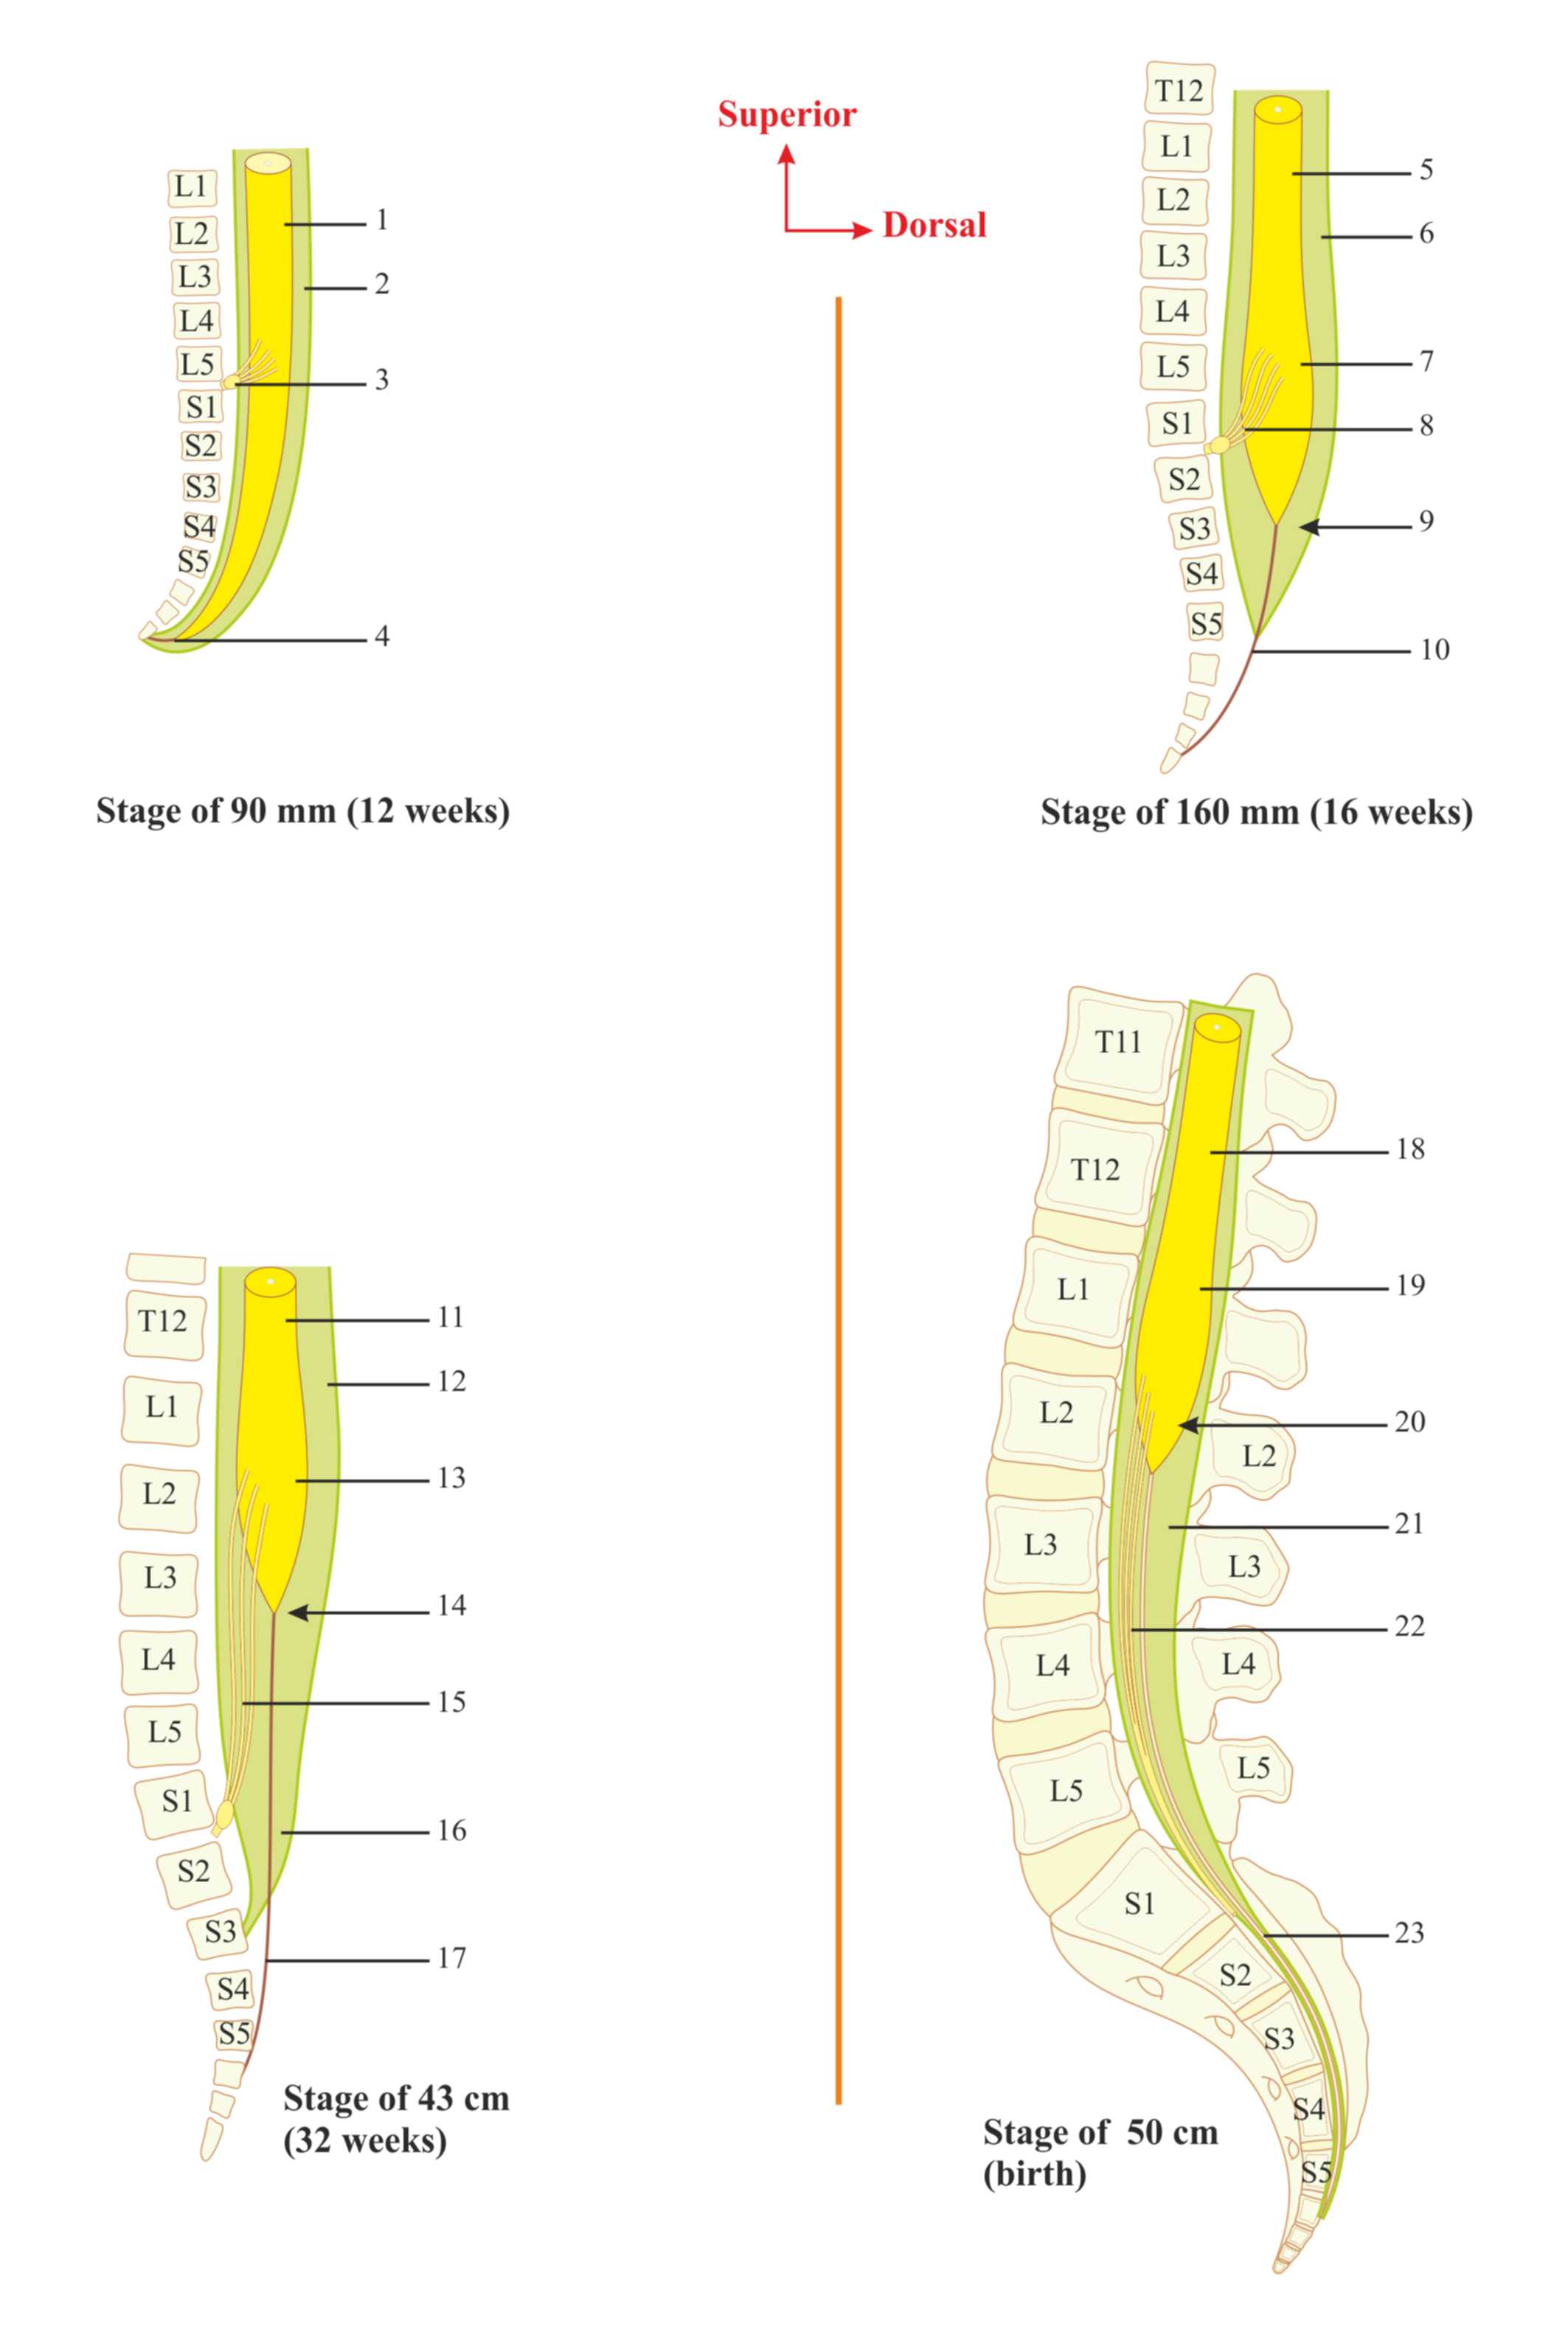 Superior
Dorsal
L1
L2
L3
L4
L5
S1
S2
S3
S4
S5
1
2
3
4
Stage of 90 mm (12 weeks)
T12
L1
L2
L3
L4
L5
S1
S2
S3
S4
S5
5
6
7
8
9
10
Stage of 160 mm (16 weeks)
T12
L1
L2
L3
L4
L5
S1
S2
S3
S4
S5
11
12
13
14
15
16
17
Stage of 43 cm
(32 weeks)
T11
T12
L1
L2
L3
L4
L5
S1
S2
S3
S4
S5
L2
L3
L4
L5
18
19
20
21
22
23
Stage of 50 cm
(birth)